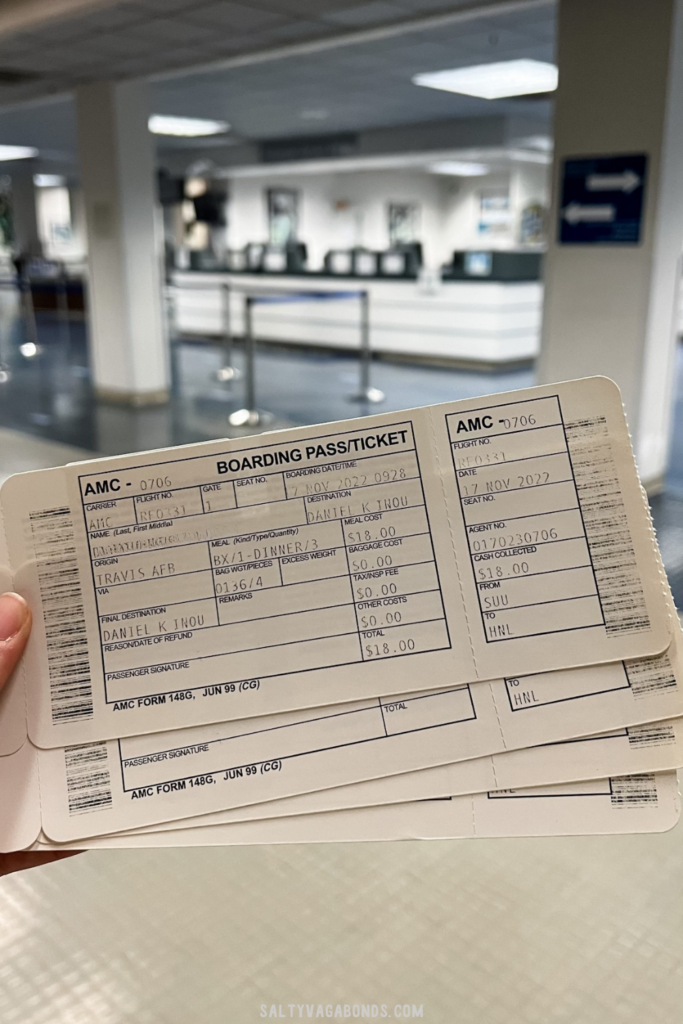 AMC - 0706
BOARDING PASS/TICKET
CARRIER
FLIGHT NO.
GATE
SEAT NO.
BOARDING DATE/TIME
AMC
RF0331
1
7 NOV 2022 0928
NAME (Last, First Middle)
DESTINATION
DANIEL K INOU
ORIGIN
MEAL (Kind/Type/Quantity)
MEAL COST
TRAVIS AFB
BX/1-DINNER/3
$18.00
VIA
BAG WGT/PIECES
EXCESS WEIGHT
BAGGAGE COST
0136/4
$0.00
FINAL DESTINATION
REMARKS
TAX/INSP FEE
DANIEL K INOU
$0.00
REASON/DATE OF REFUND
OTHER COSTS
$0.00
PASSENGER SIGNATURE
TOTAL
$18.00
AMC FORM 148G, JUN 99 (CG)
AMC - 0706
FLIGHT NO.
RF0331
DATE
17 NOV 2022
SEAT NO.
AGENT NO.
0170230706
CASH COLLECTED
$18.00
FROM
SUU
TO
HNL
TOTAL
PASSENGER SIGNATURE
AMC FORM 148G, JUN 99 (CG)
TO
HNL
SALTYVAGABONDS.COM